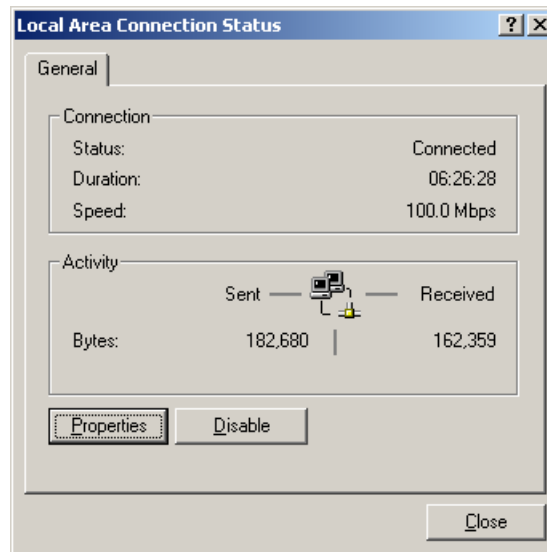 Local Area Connection Status
General
Connection
Status: Connected
Duration: 06:26:28
Speed: 100.0 Mbps
Activity
Sent Received
Bytes: 182,680 162,359
Properties Disable
Close